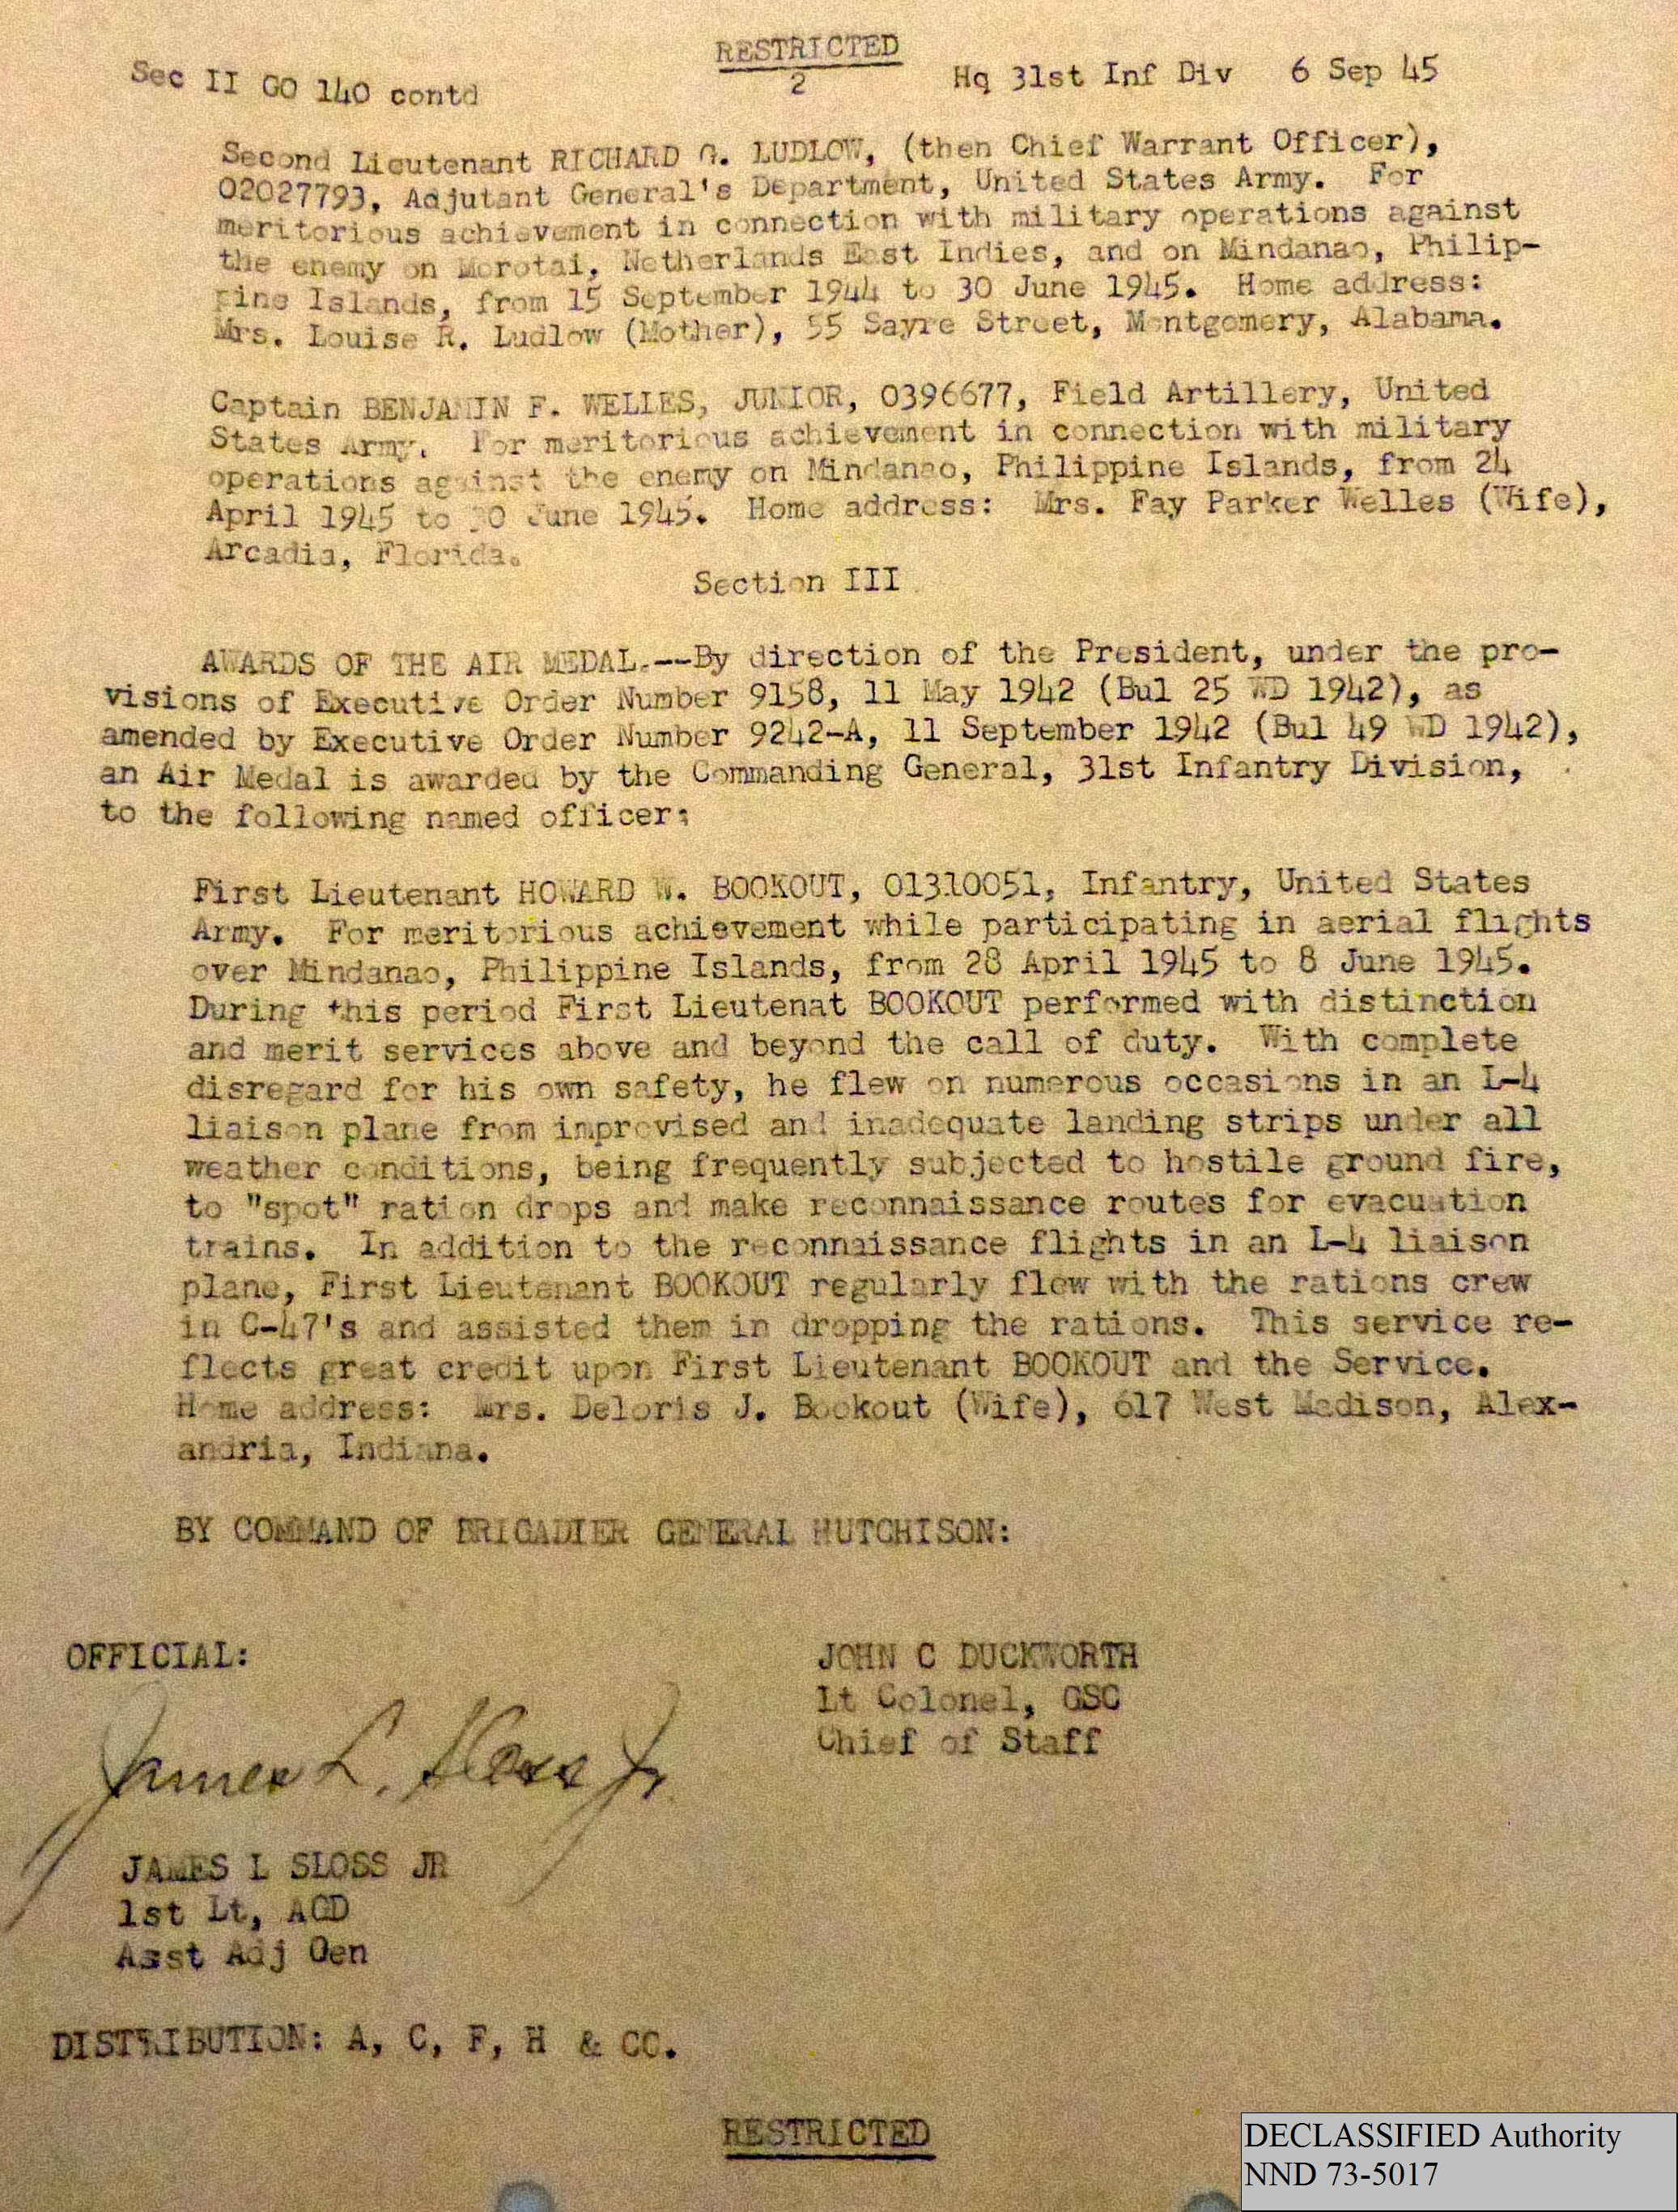 RESTRICTED
Sec II GO 140 contd 2 Hq 31st Inf Div 6 Sep 45
Second Lieutenant RICHARD G. LUDLOW, (then Chief Warrant Officer),
02027793, Adjutant General's Department, United States Army. For
meritorious achievement in connection with military operations against
the enemy on Morotai, Netherlands East Indies, and on Mindanao, Philip-
pine Islands, from 15 September 1944 to 30 June 1945. Home address:
Mrs. Louise R. Ludlow (Mother), 55 Sayre Street, Montgomery, Alabama.
Captain BENJAMIN F. WELLES, JUNIOR, 0396677, Field Artillery, United
States Army. For meritorious achievement in connection with military
operations against the enemy on Mindanao, Philippine Islands, from 24
April 1945 to 30 June 1945. Home address: Mrs. Fay Parker Welles (Wife),
Arcadia, Florida.
Section III
AWARDS OF THE AIR MEDAL.--By direction of the President, under the pro-
visions of Executive Order Number 9158, 11 May 1942 (Bul 25 WD 1942), as
amended by Executive Order Number 9242-A, 11 September 1942 (Bul 49 WD 1942),
an Air Medal is awarded by the Commanding General, 31st Infantry Division,
to the following named officer:
First Lieutenant HOWARD W. BOOKOUT, 01310051, Infantry, United States
Army. For meritorious achievement while participating in aerial flights
over Mindanao, Philippine Islands, from 28 April 1945 to 8 June 1945.
During this period First Lieutenat BOOKOUT performed with distinction
and merit services above and beyond the call of duty. With complete
disregard for his own safety, he flew on numerous occasions in an L-4
liaison plane from improvised and inadequate landing strips under all
weather conditions, being frequently subjected to hostile ground fire,
to "spot" ration drops and make reconnaissance routes for evacuation
trains. In addition to the reconnaissance flights in an L-4 liaison
plane, First Lieutenant BOOKOUT regularly flew with the rations crew
in C-47's and assisted them in dropping the rations. This service re-
flects great credit upon First Lieutenant BOOKOUT and the Service.
Home address: Mrs. Deloris J. Bookout (Wife), 617 West Madison, Alex-
andria, Indiana.
BY COMMAND OF BRIGADIER GENERAL HUTCHISON:
OFFICIAL:
JOHN C DUCKWORTH
Lt Colonel, GSC
Chief of Staff
James L. Sloss Jr
JAMES L SLOSS JR
1st Lt, AGD
Asst Adj Gen
DISTRIBUTION: A, C, F, H & CC.
RESTRICTED
DECLASSIFIED Authority
NND 73-5017